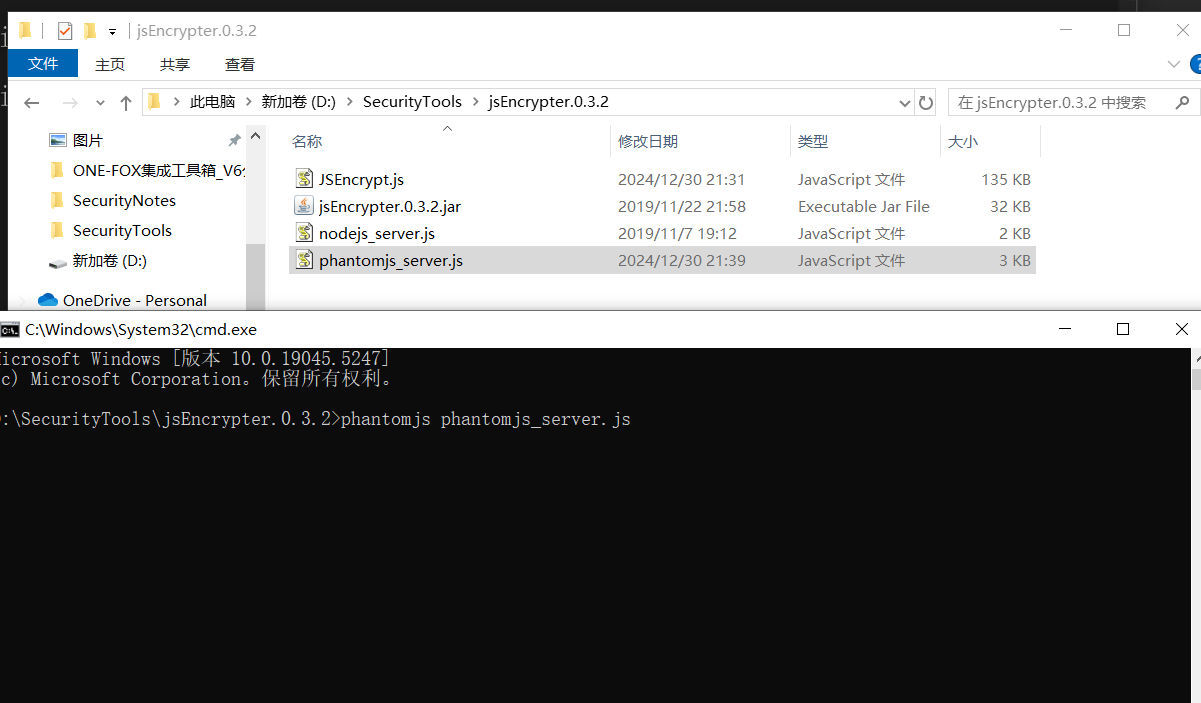 jsEncrypter.0.3.2
文件 主页 共享 查看
此电脑 > 新加卷 (D:) > SecurityTools > jsEncrypter.0.3.2 在 jsEncrypter.0.3.2 中搜索
图片 名称 修改日期 类型 大小
ONE-FOX集成工具箱_V6 JSEncrypt.js 2024/12/30 21:31 JavaScript 文件 135 KB
SecurityNotes jsEncrypter.0.3.2.jar 2019/11/22 21:58 Executable Jar File 32 KB
SecurityTools nodejs_server.js 2019/11/7 19:12 JavaScript 文件 2 KB
新加卷 (D:) phantomjs_server.js 2024/12/30 21:39 JavaScript 文件 3 KB
OneDrive - Personal
C:\Windows\System32\cmd.exe
icrosoft Windows [版本 10.0.19045.5247]
c) Microsoft Corporation。保留所有权利。
:\SecurityTools\jsEncrypter.0.3.2>phantomjs phantomjs_server.js